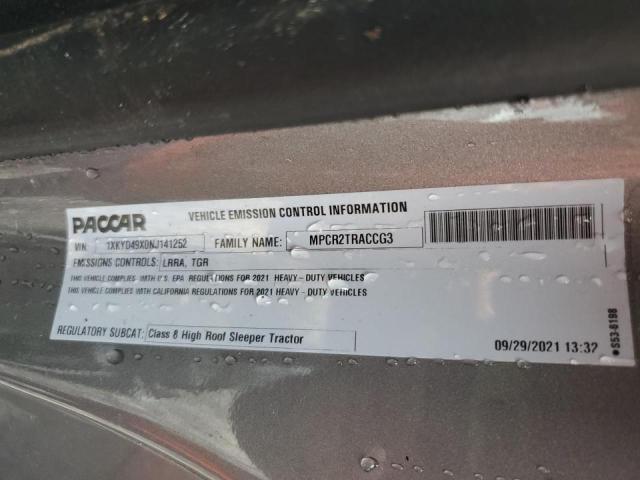 PACCAR VEHICLE EMISSION CONTROL INFORMATION
VIN: 1XKYD49X0NJ141252 FAMILY NAME: MPCR2TRACCG3
EMISSIONS CONTROLS: LRRA, TGR
THIS VEHICLE COMPLIES WITH U.S. EPA REGULATIONS FOR 2021 HEAVY - DUTY VEHICLES
THIS VEHICLE COMPLIES WITH CALIFORNIA REGULATIONS FOR 2021 HEAVY - DUTY VEHICLES
REGULATORY SUBCAT: Class 8 High Roof Sleeper Tractor
09/29/2021 13:32
S53-6198